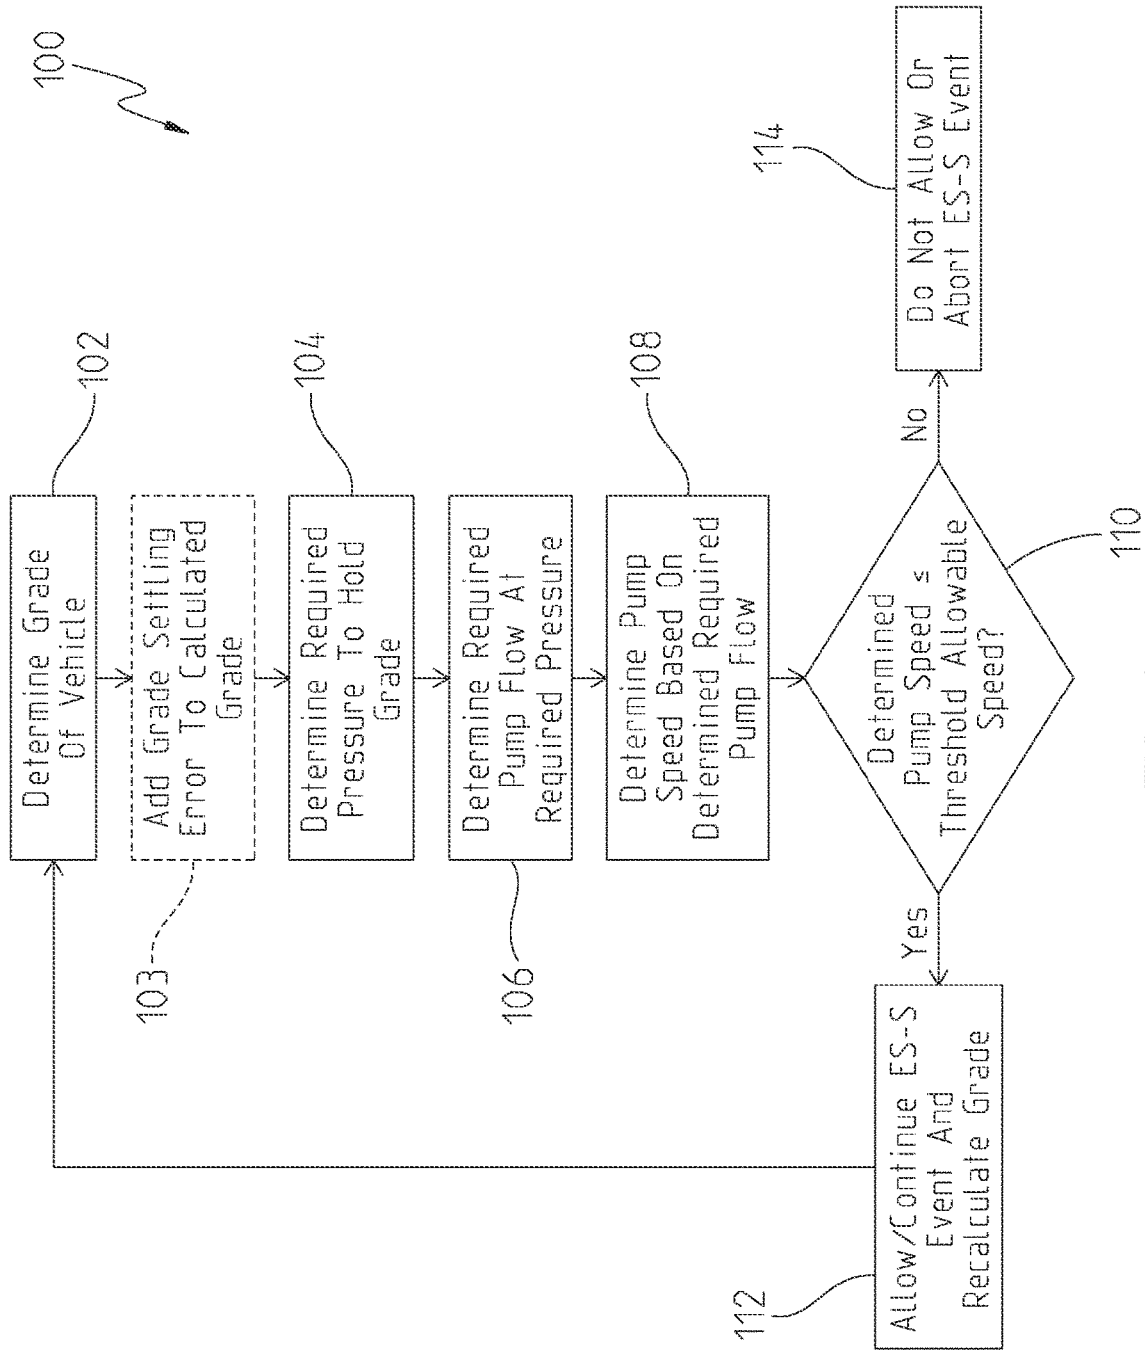 100
Determine Grade
Of Vehicle
102
Add Grade Settling
Error To Calculated
Grade
103
Determine Required
Pressure To Hold
Grade
104
Determine Required
Pump Flow At
Required Pressure
106
Determine Pump
Speed Based On
Determined Required
Pump Flow
108
Determined
Pump Speed ≤
Threshold Allowable
Speed?
110
Yes
No
Allow/Continue ES-S
Event And
Recalculate Grade
112
Do Not Allow Or
Abort ES-S Event
114